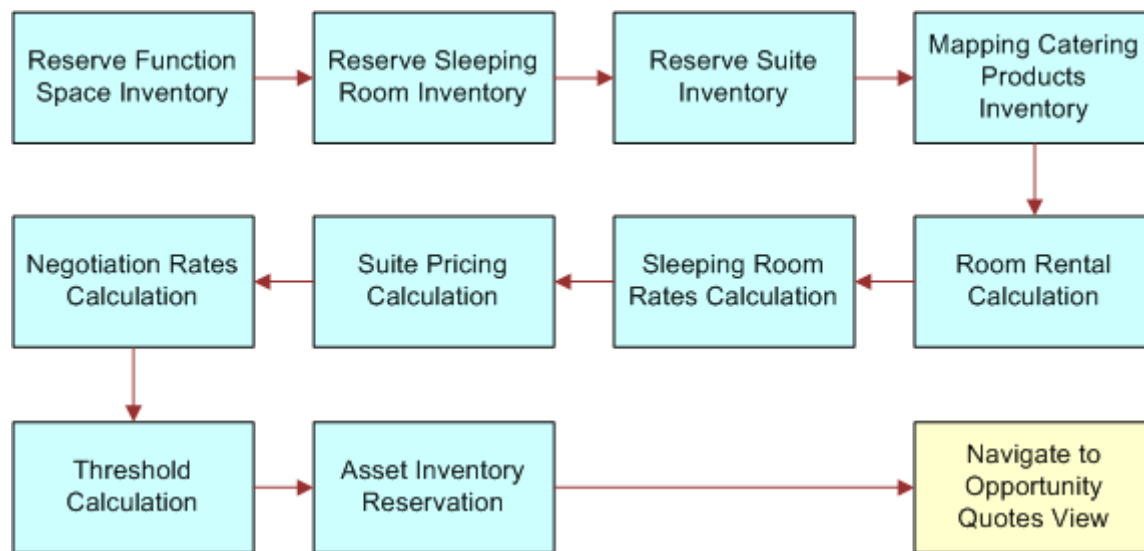 Reserve Function
Space Inventory
Reserve Sleeping
Room Inventory
Reserve Suite
Inventory
Mapping Catering
Products
Inventory
Negotiation Rates
Calculation
Suite Pricing
Calculation
Sleeping Room
Rates Calculation
Room Rental
Calculation
Threshold
Calculation
Asset Inventory
Reservation
Navigate to
Opportunity
Quotes View